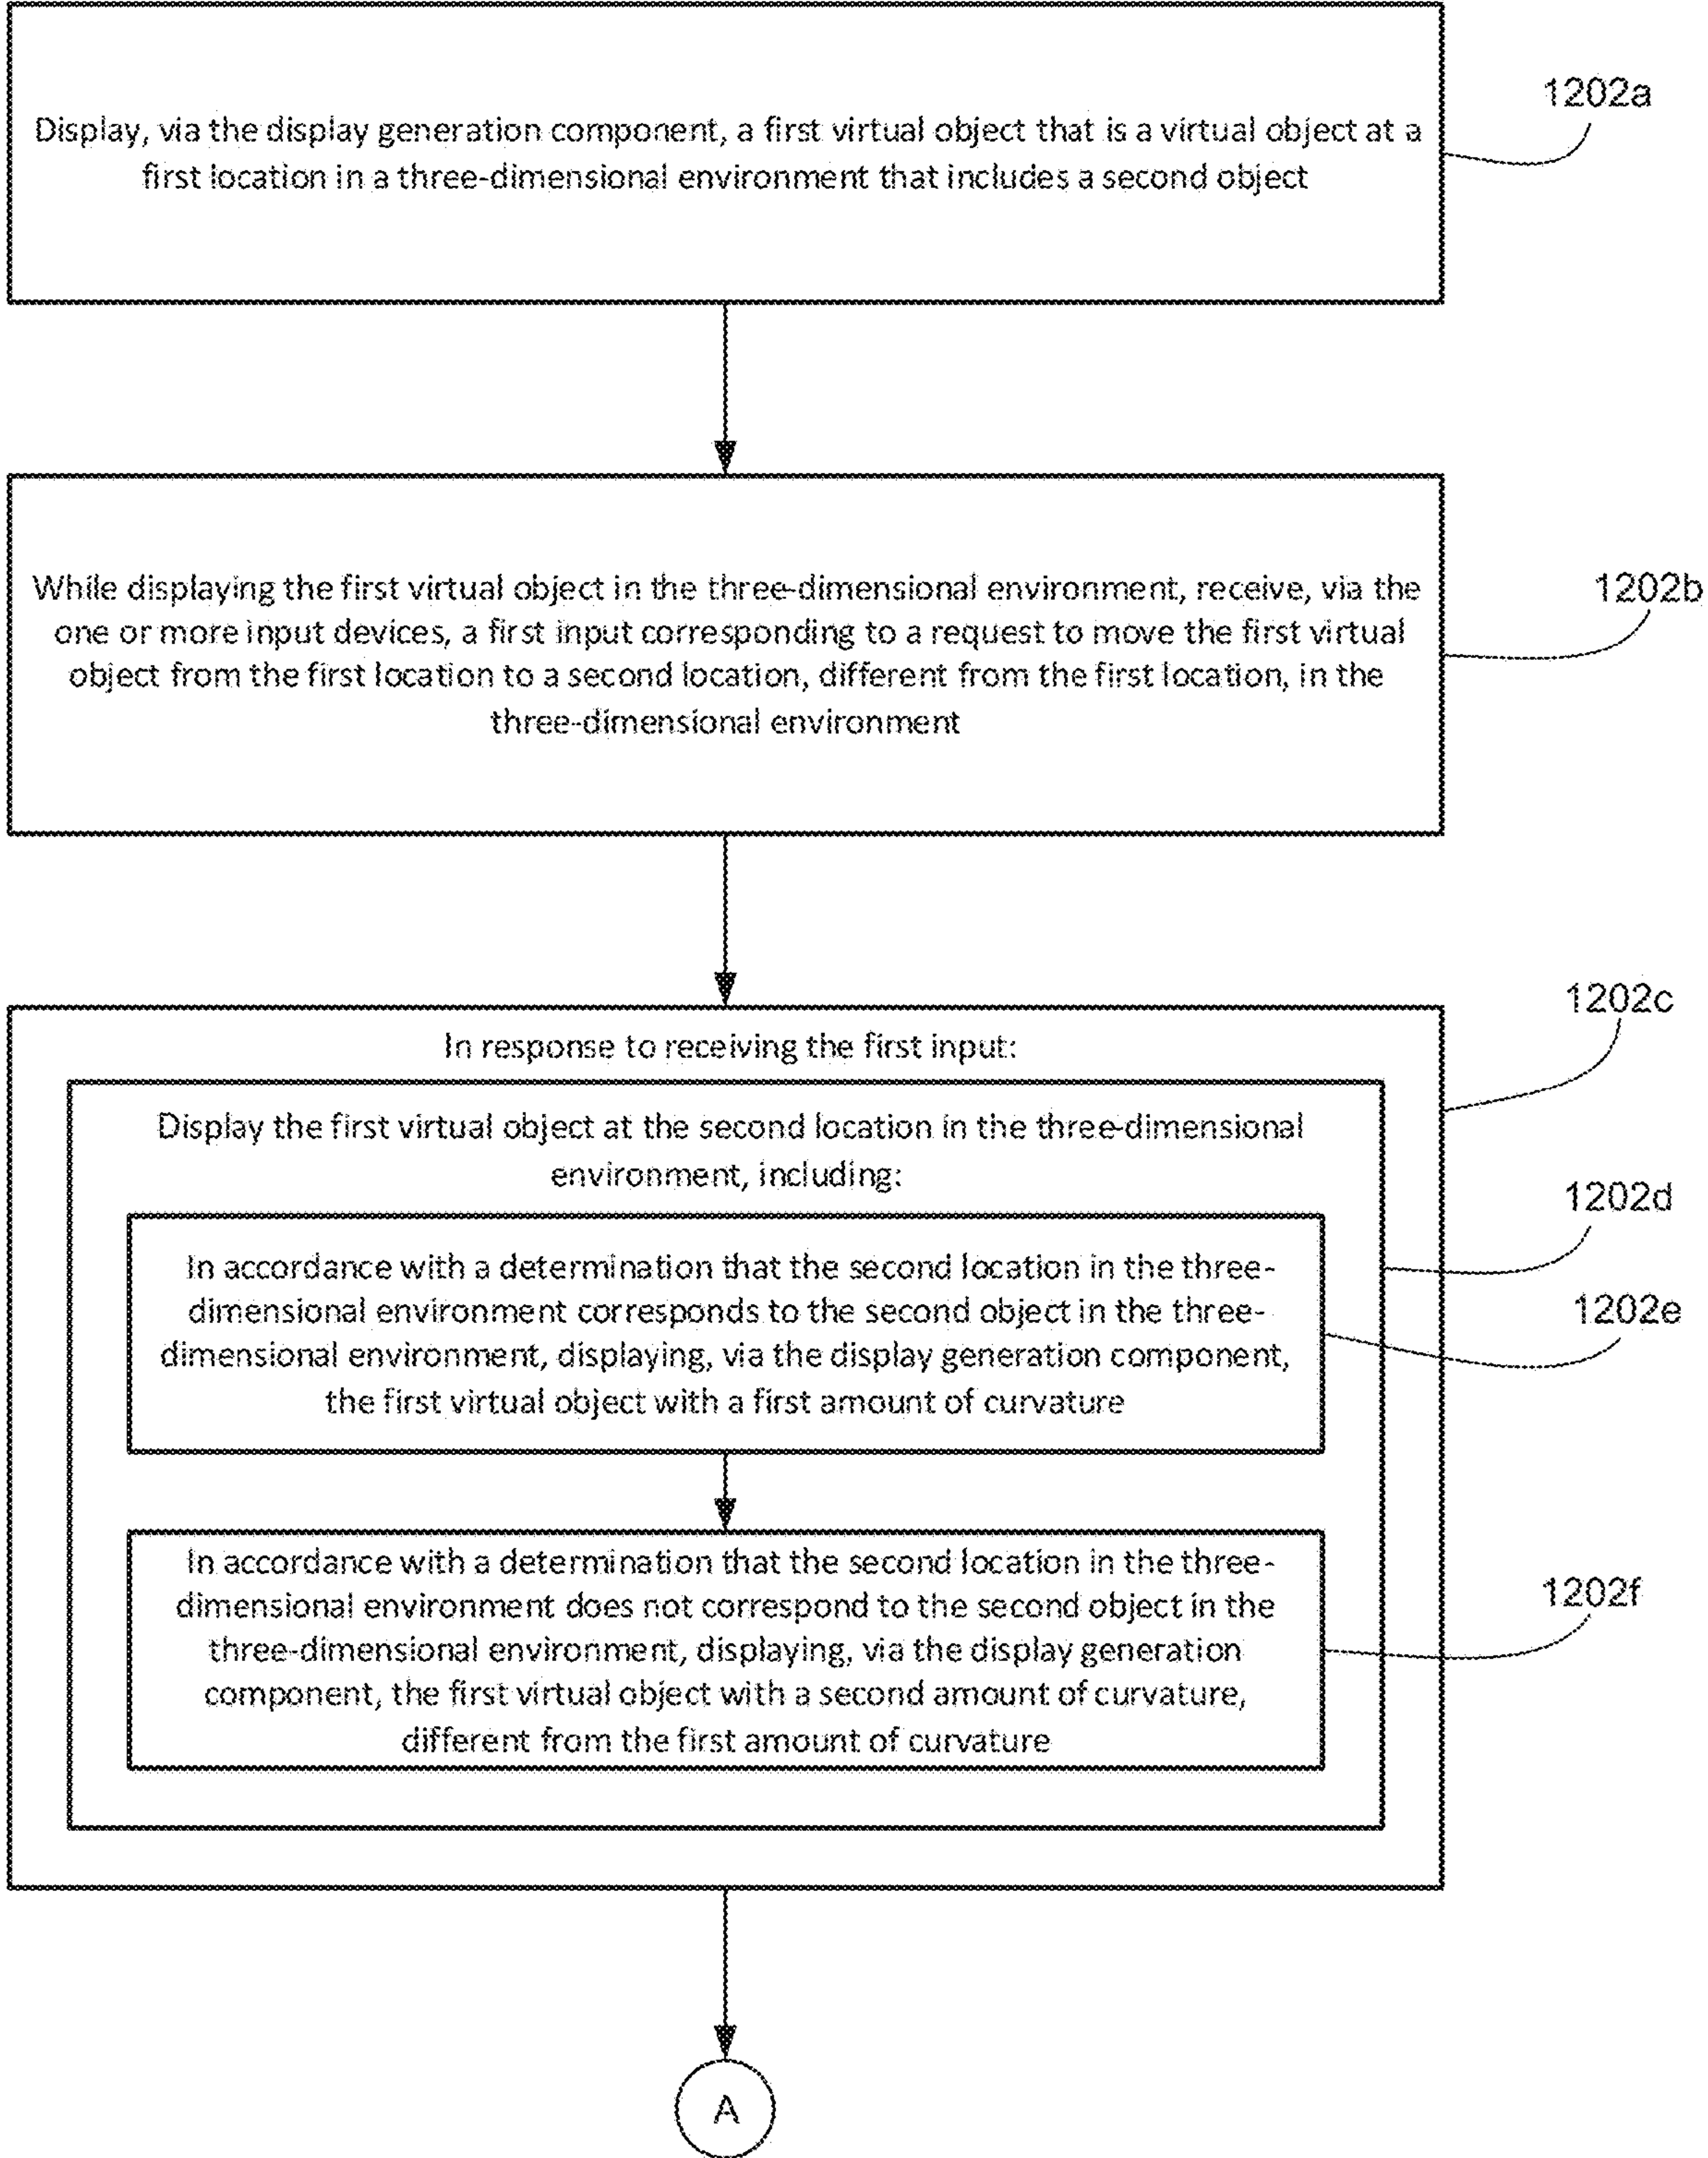 Display, via the display generation component, a first virtual object that is a virtual object at a
first location in a three-dimensional environment that includes a second object
1202a
While displaying the first virtual object in the three-dimensional environment, receive, via the
one or more input devices, a first input corresponding to a request to move the first virtual
object from the first location to a second location, different from the first location, in the
three-dimensional environment
1202b
In response to receiving the first input:
1202c
Display the first virtual object at the second location in the three-dimensional
environment, including:
1202d
In accordance with a determination that the second location in the three-
dimensional environment corresponds to the second object in the three-
dimensional environment, displaying, via the display generation component,
the first virtual object with a first amount of curvature
1202e
In accordance with a determination that the second location in the three-
dimensional environment does not correspond to the second object in the
three-dimensional environment, displaying, via the display generation
component, the first virtual object with a second amount of curvature,
different from the first amount of curvature
1202f
A